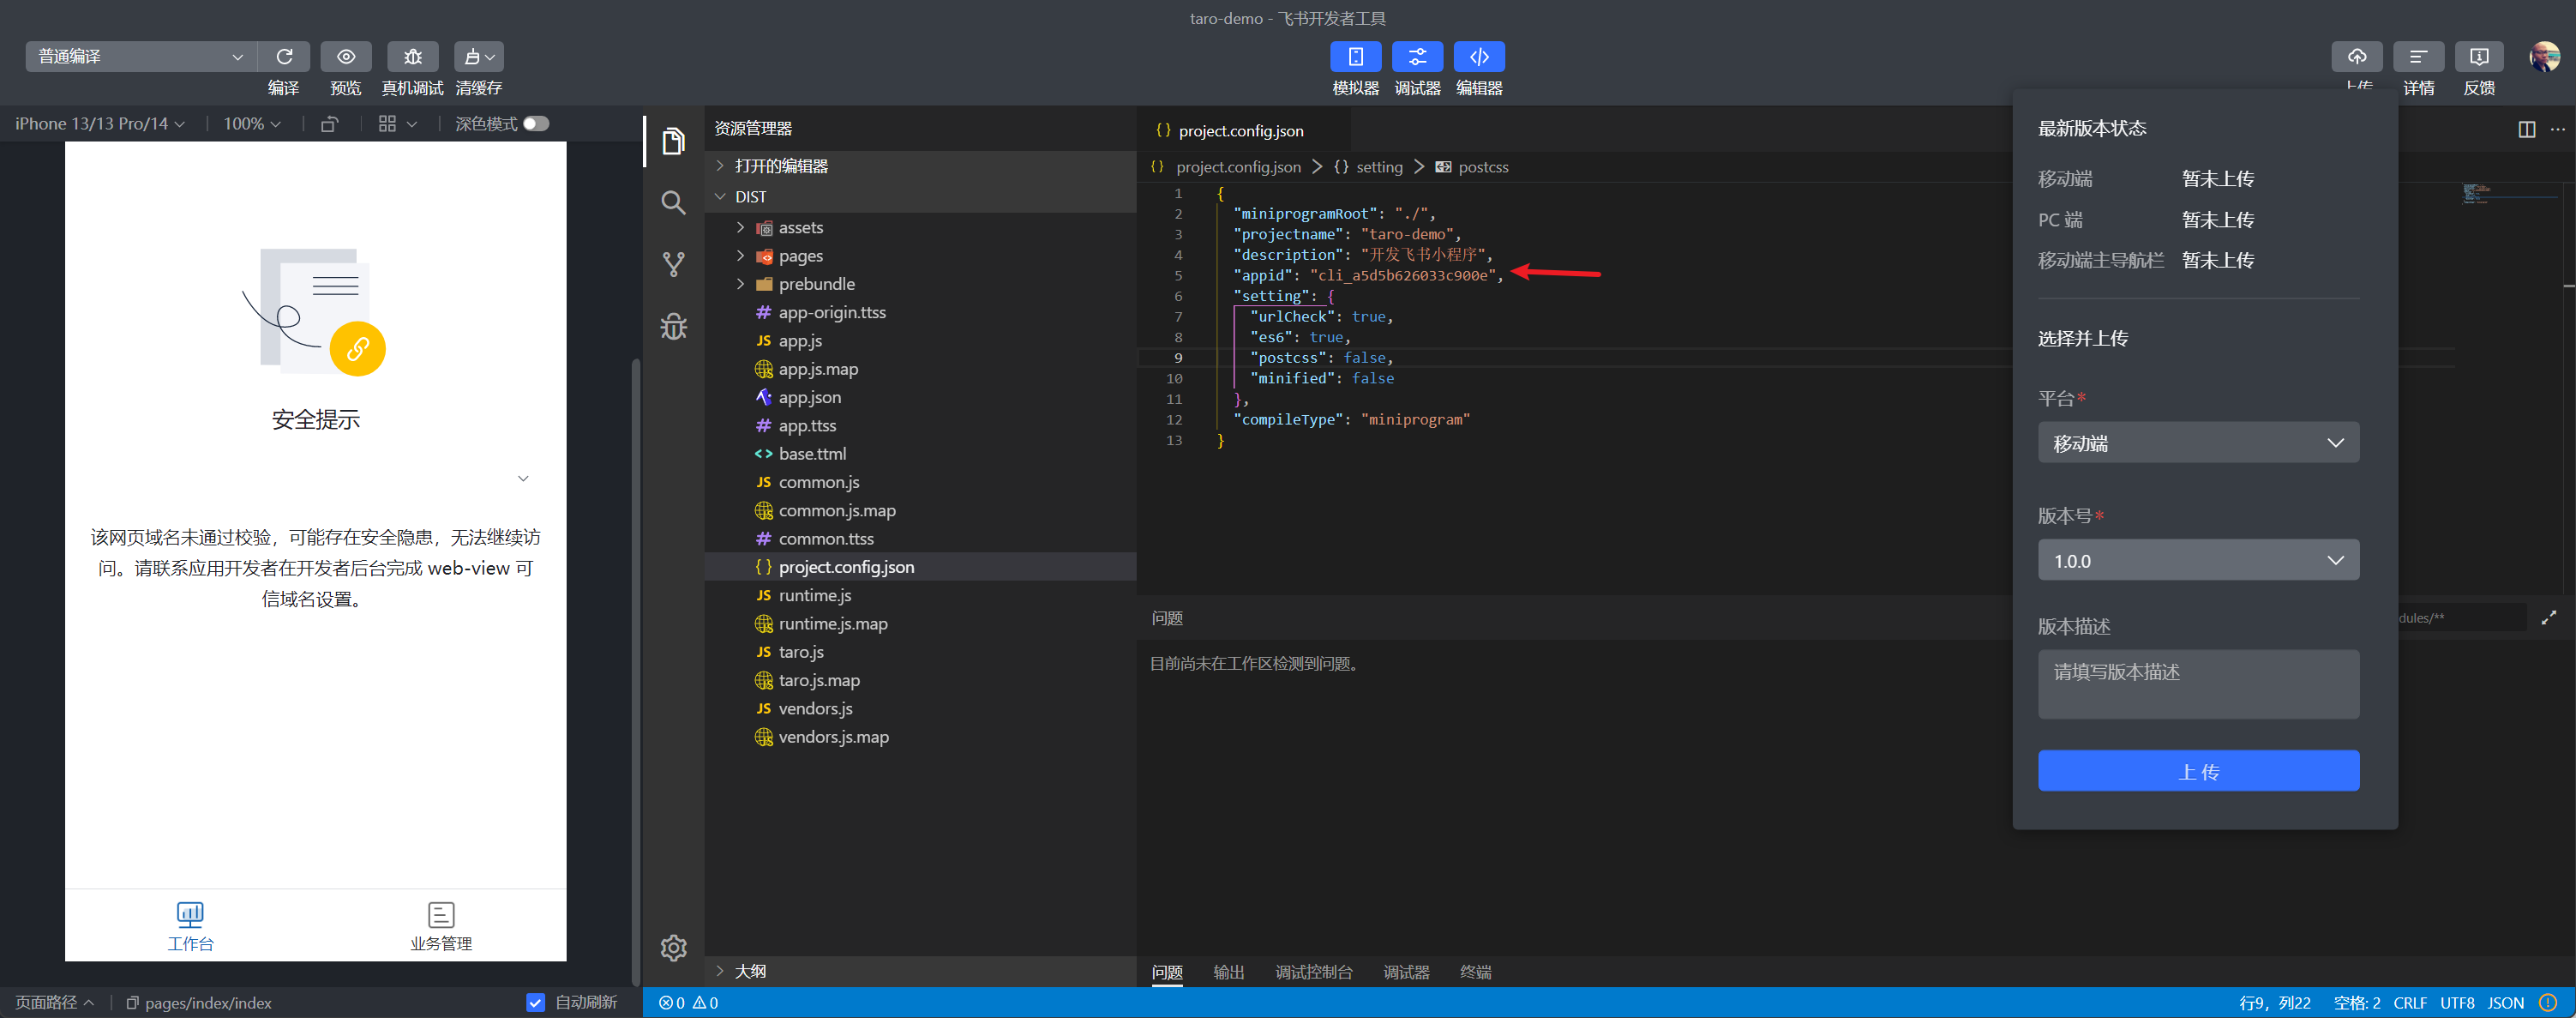 taro-demo - 飞书开发者工具
普通编译
编译
预览
真机调试
清缓存
模拟器
调试器
编辑器
上传
详情
反馈
iPhone 13/13 Pro/14
100%
深色模式
安全提示
该网页域名未通过校验，可能存在安全隐患，无法继续访
问。请联系应用开发者在开发者后台完成 web-view 可
信域名设置。
工作台
业务管理
页面路径
pages/index/index
自动刷新
资源管理器
打开的编辑器
DIST
assets
pages
prebundle
# app-origin.ttss
JS app.js
app.js.map
app.json
# app.ttss
<> base.ttml
JS common.js
common.js.map
# common.ttss
{} project.config.json
JS runtime.js
runtime.js.map
JS taro.js
taro.js.map
JS vendors.js
vendors.js.map
大纲
{} project.config.json
{} project.config.json > {} setting > postcss
1 {
2 "miniprogramRoot": "./",
3 "projectname": "taro-demo",
4 "description": "开发飞书小程序",
5 "appid": "cli_a5d5b626033c900e",
6 "setting": {
7 "urlCheck": true,
8 "es6": true,
9 "postcss": false,
10 "minified": false
11 },
12 "compileType": "miniprogram"
13 }
问题
dules/**
目前尚未在工作区检测到问题。
问题
输出
调试控制台
调试器
终端
最新版本状态
移动端 暂未上传
PC 端 暂未上传
移动端主导航栏 暂未上传
选择并上传
平台*
移动端
版本号*
1.0.0
版本描述
请填写版本描述
上 传
0 0
行9，列22
空格: 2
CRLF
UTF8
JSON